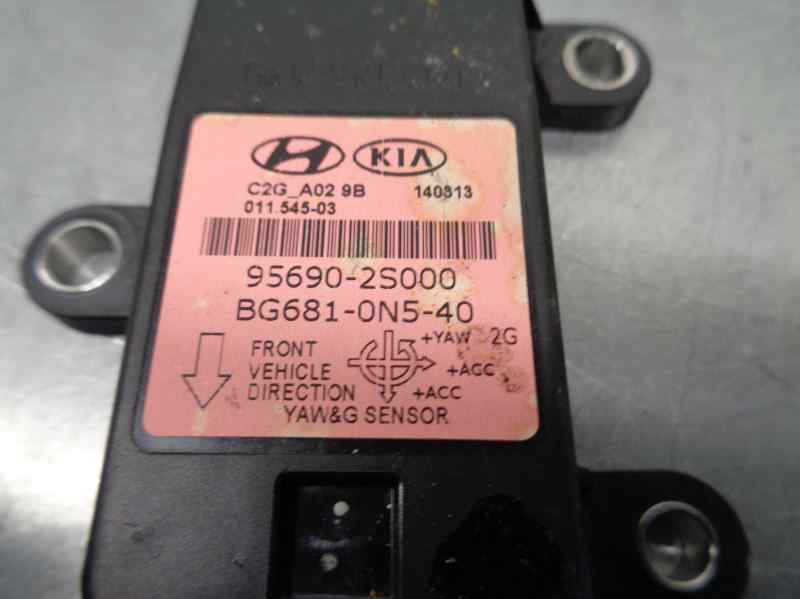 KIA
C2G_A02 9B 140313
011.545-03
95690-2S000
BG681-0N5-40
FRONT
VEHICLE
DIRECTION
+YAW 2G
+ACC
+ACC
YAW&G SENSOR